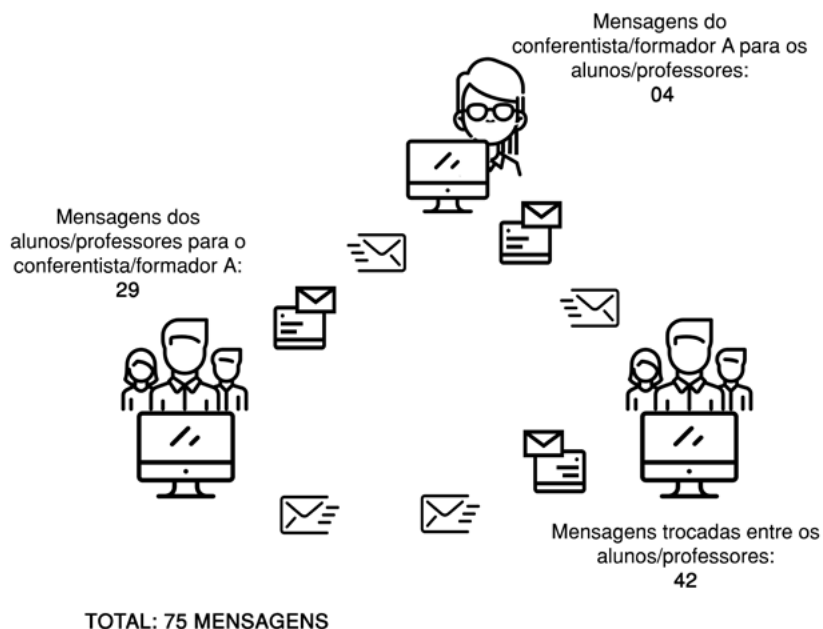 Mensagens do
conferentista/formador A para os
alunos/professores:
04
Mensagens dos
alunos/professores para o
conferentista/formador A:
29
Mensagens trocadas entre os
alunos/professores:
42
TOTAL: 75 MENSAGENS